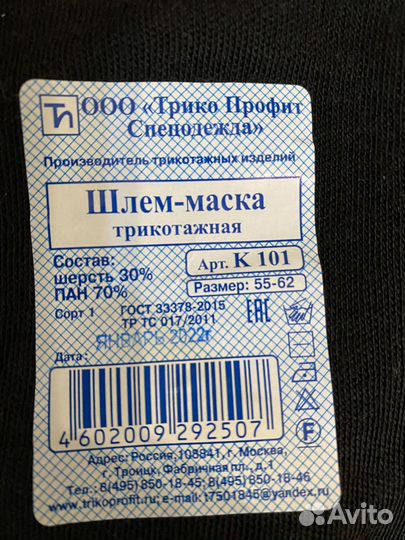 Тп ООО «Трико Профит
Спецодежда»
Производитель трикотажных изделий
Шлем-маска
трикотажная
Состав:
шерсть 30%
ПАН 70%
Арт. К 101
Размер: 55-62
Сорт 1
ГОСТ 33378-2015
ТР ТС 017/2011
EAC
ЯНВАРЬ 2022г
Дата:
4 602009 292507
F
Адрес: Россия,108841, г. Москва,
г. Троицк, Фабричная пл., д.1
Тел.: 8(495)850-18-45; 8(495)850-18-46
www.trikoprofit.ru; e-mail: t7501845@yandex.ru
Avito